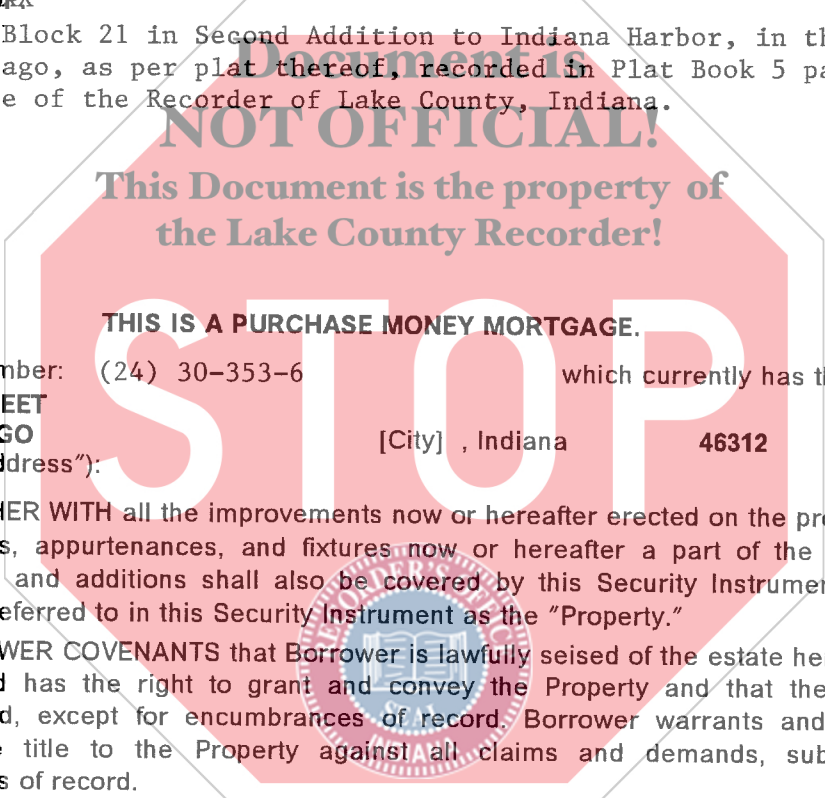 Block 21 in Second Addition to Indiana Harbor, in th
ago, as per plat thereof, recorded in Plat Book 5 pa
e of the Recorder of Lake County, Indiana.
Document is
NOT OFFICIAL!
This Document is the property of
the Lake County Recorder!
STOP
THIS IS A PURCHASE MONEY MORTGAGE.
mber: (24) 30-353-6 which currently has th
EET
GO [City] , Indiana 46312
ddress"):
HER WITH all the improvements now or hereafter erected on the pro
s, appurtenances, and fixtures now or hereafter a part of the
and additions shall also be covered by this Security Instrumen
eferred to in this Security Instrument as the "Property."
WER COVENANTS that Borrower is lawfully seised of the estate he
d has the right to grant and convey the Property and that the
d, except for encumbrances of record. Borrower warrants and
title to the Property against all claims and demands, sub
s of record.
RECORDER'S OFFICE
SEAL
INDIANA